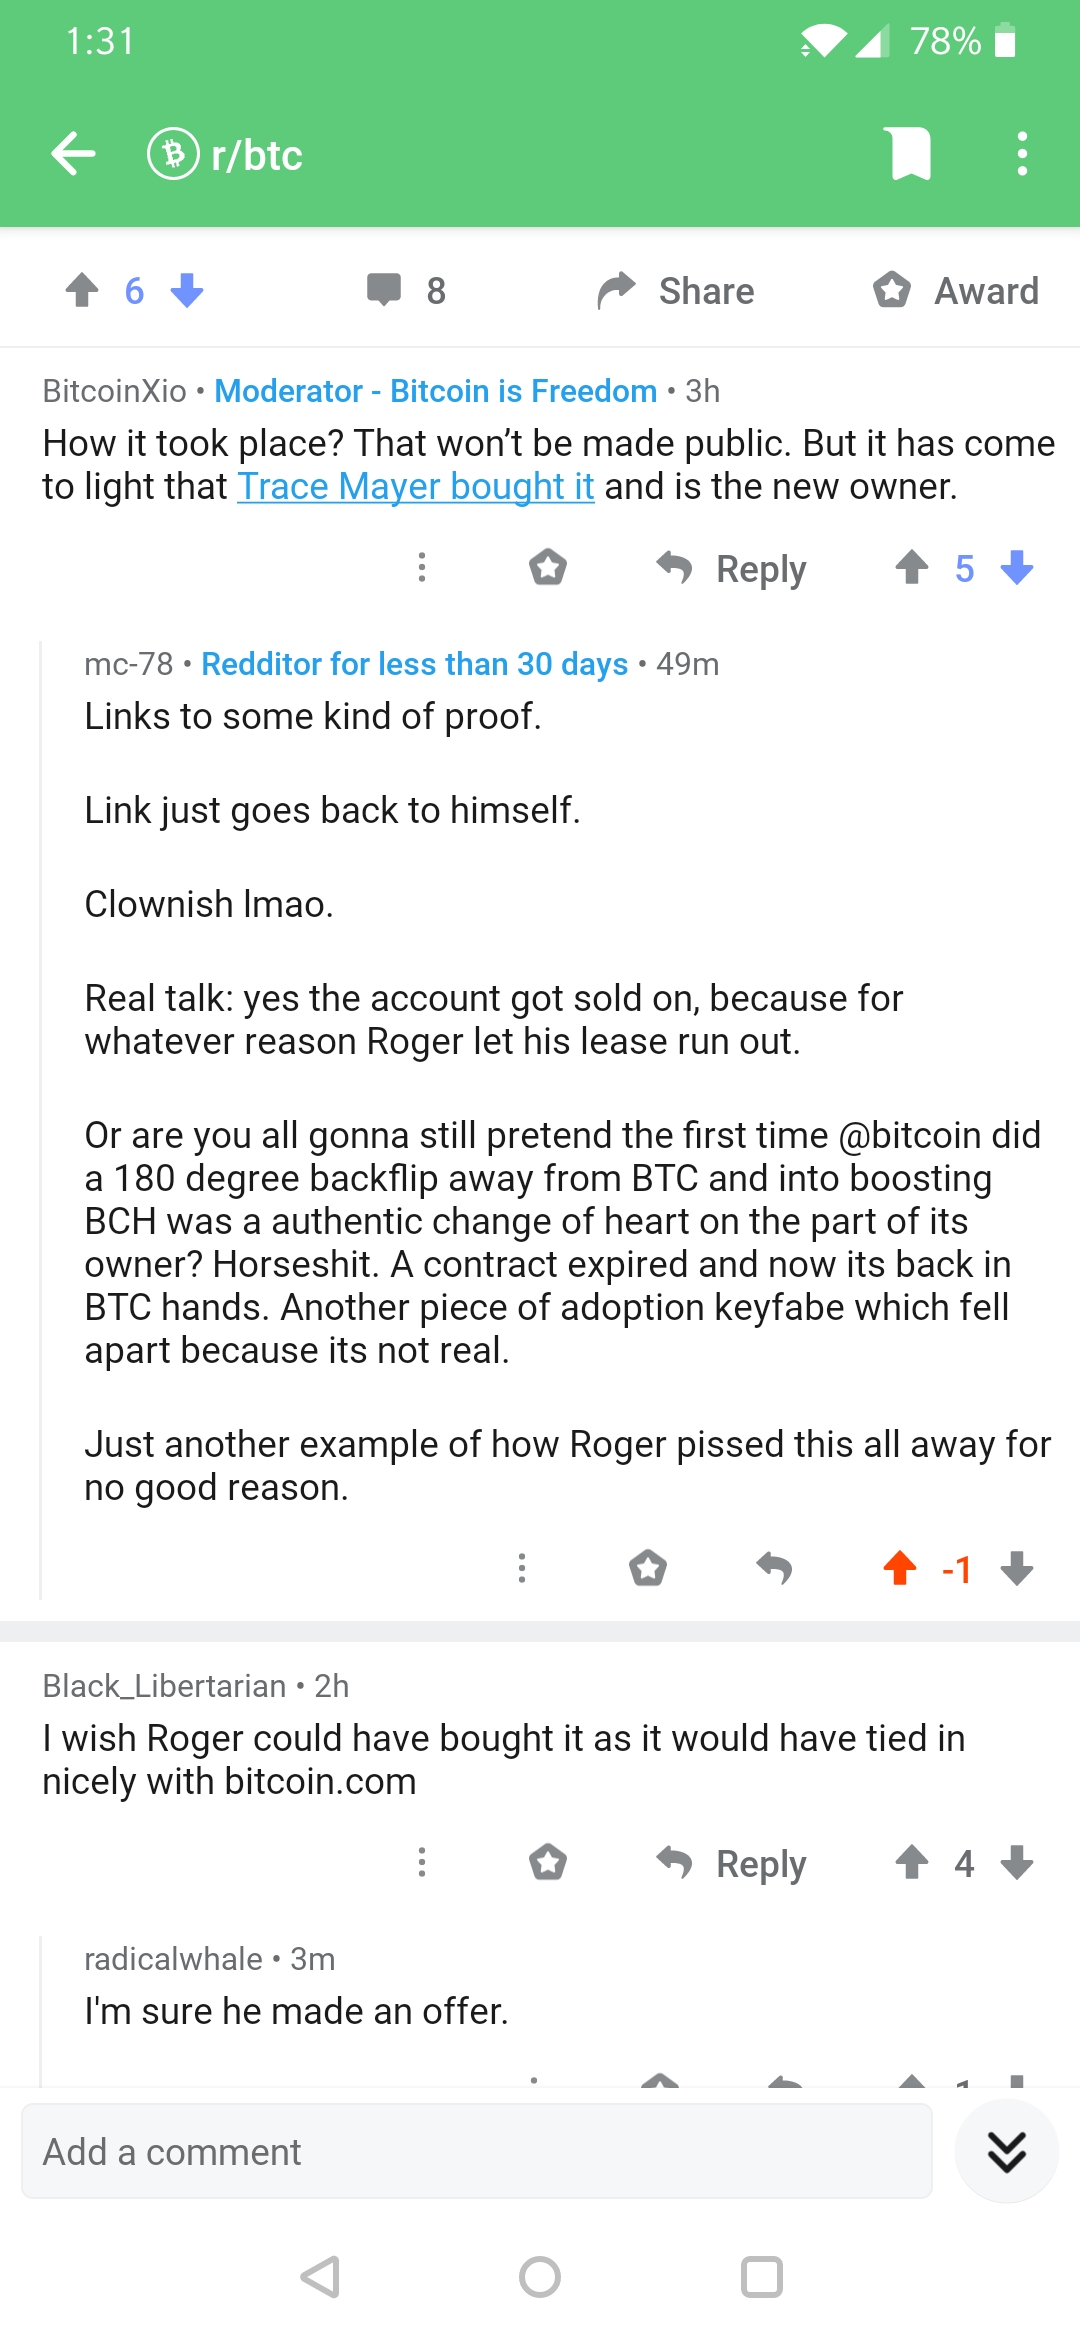 1:31
78%
r/btc
6
8
Share
Award
BitcoinXio • Moderator - Bitcoin is Freedom • 3h
How it took place? That won’t be made public. But it has come
to light that Trace Mayer bought it and is the new owner.
Reply
5
mc-78 • Redditor for less than 30 days • 49m
Links to some kind of proof.
Link just goes back to himself.
Clownish lmao.
Real talk: yes the account got sold on, because for
whatever reason Roger let his lease run out.
Or are you all gonna still pretend the first time @bitcoin did
a 180 degree backflip away from BTC and into boosting
BCH was a authentic change of heart on the part of its
owner? Horseshit. A contract expired and now its back in
BTC hands. Another piece of adoption keyfabe which fell
apart because its not real.
Just another example of how Roger pissed this all away for
no good reason.
-1
Black_Libertarian • 2h
I wish Roger could have bought it as it would have tied in
nicely with bitcoin.com
Reply
4
radicalwhale • 3m
I'm sure he made an offer.
Add a comment